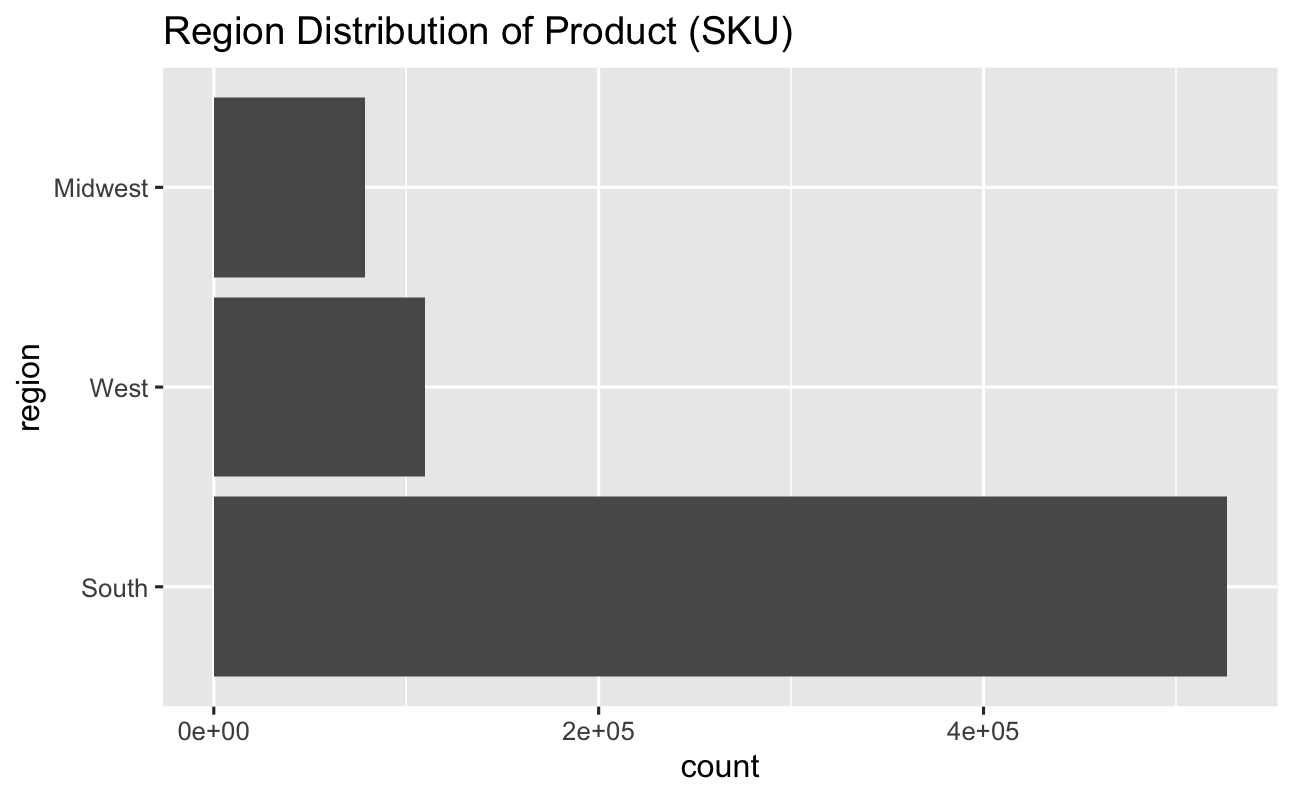 Region Distribution of Product (SKU)
Midwest
West
South
region
0e+00 2e+05 4e+05
count